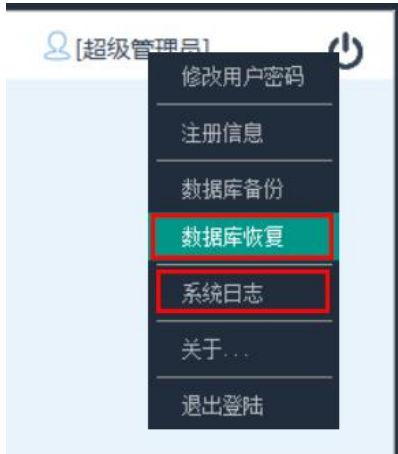 [超级管理员]
修改用户密码
注册信息
数据库备份
数据库恢复
系统日志
关于...
退出登陆